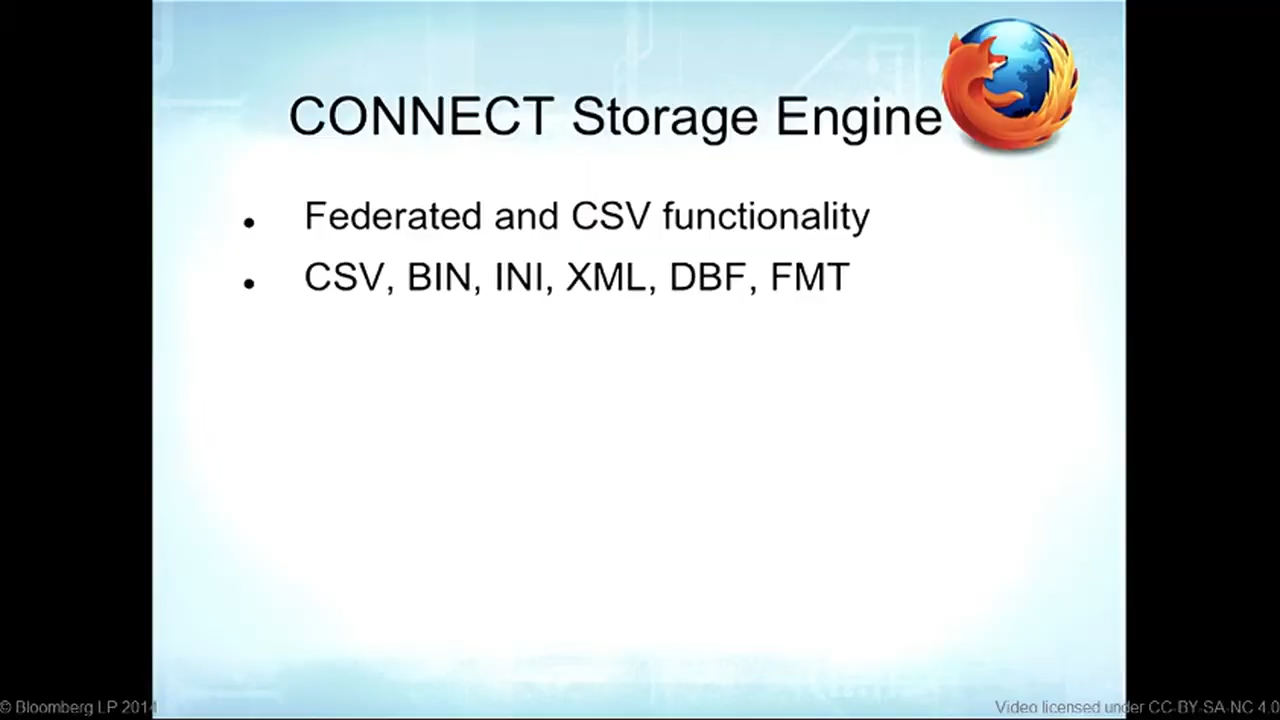 CONNECT Storage Engine
• Federated and CSV functionality
• CSV, BIN, INI, XML, DBF, FMT
© Bloomberg LP 2014
Video licensed under CC-BY-SA-NC 4.0